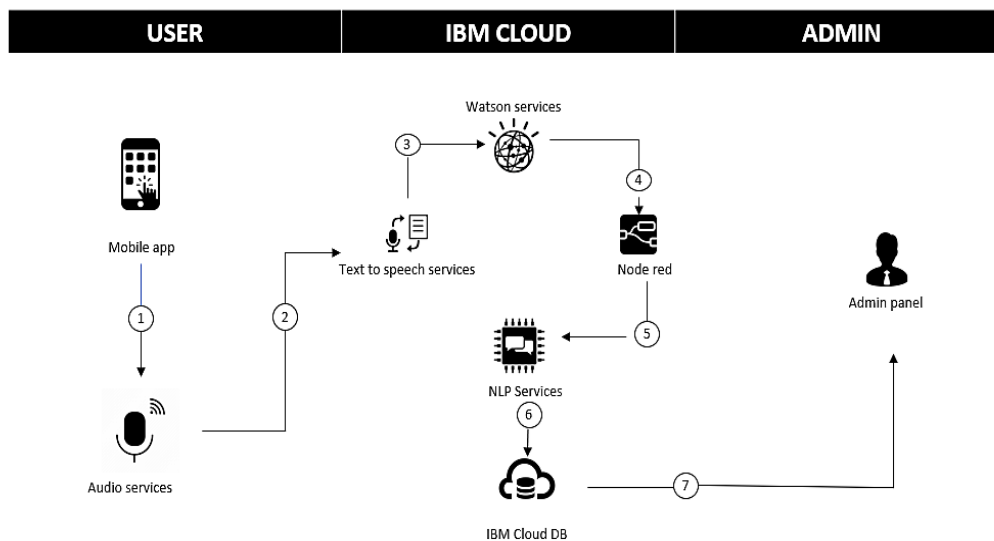 USER
IBM CLOUD
ADMIN
Watson services
3
4
Mobile app
Text to speech services
Node red
Admin panel
1
2
5
NLP Services
6
Audio services
7
IBM Cloud DB